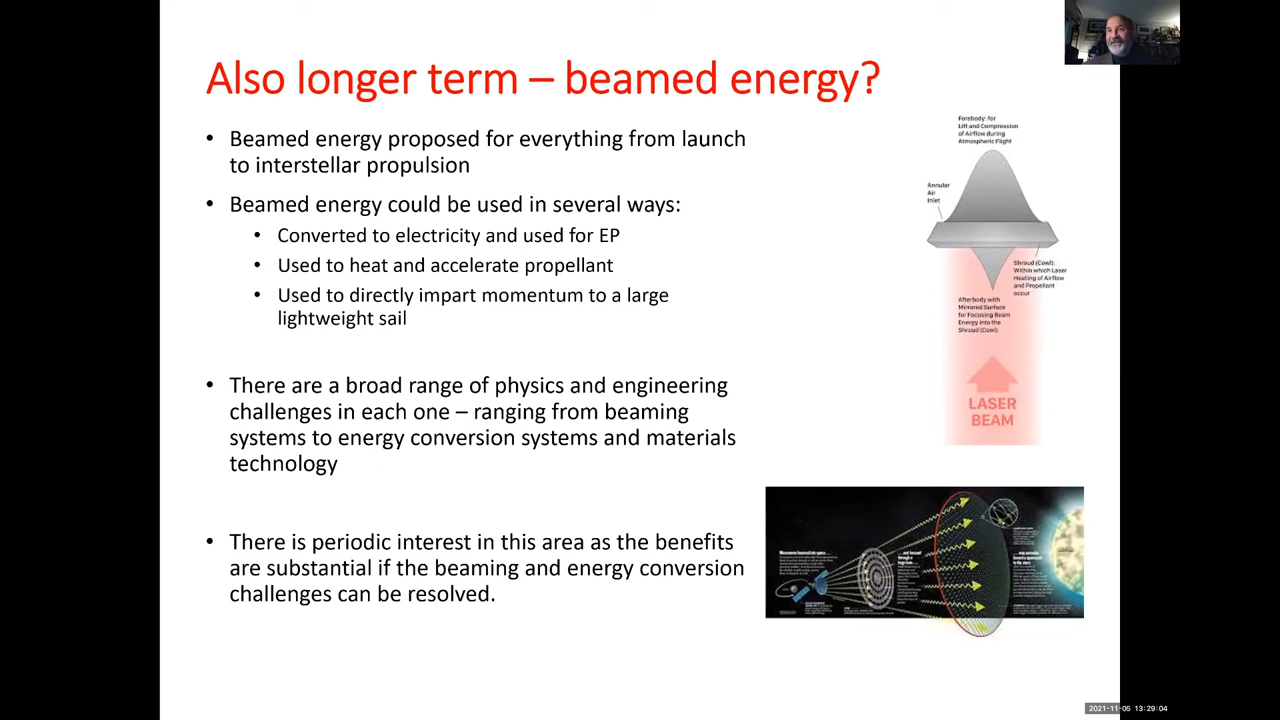 Also longer term – beamed energy?
• Beamed energy proposed for everything from launch
to interstellar propulsion
• Beamed energy could be used in several ways:
• Converted to electricity and used for EP
• Used to heat and accelerate propellant
• Used to directly impart momentum to a large
lightweight sail
• There are a broad range of physics and engineering
challenges in each one – ranging from beaming
systems to energy conversion systems and materials
technology
• There is periodic interest in this area as the benefits
are substantial if the beaming and energy conversion
challenges can be resolved.
Forebody: for
Lift and Compression
of Airflow during
Atmospheric Flight
Annular
Air
Inlet
Shroud (Cowl):
Within which Laser
Heating of Airflow
and Propellant
occur
Afterbody with
Mirrored Surface
for Focusing Beam
Energy Into the
Shroud (Cowl)
LASER
BEAM
2021-11-05 13:29:04